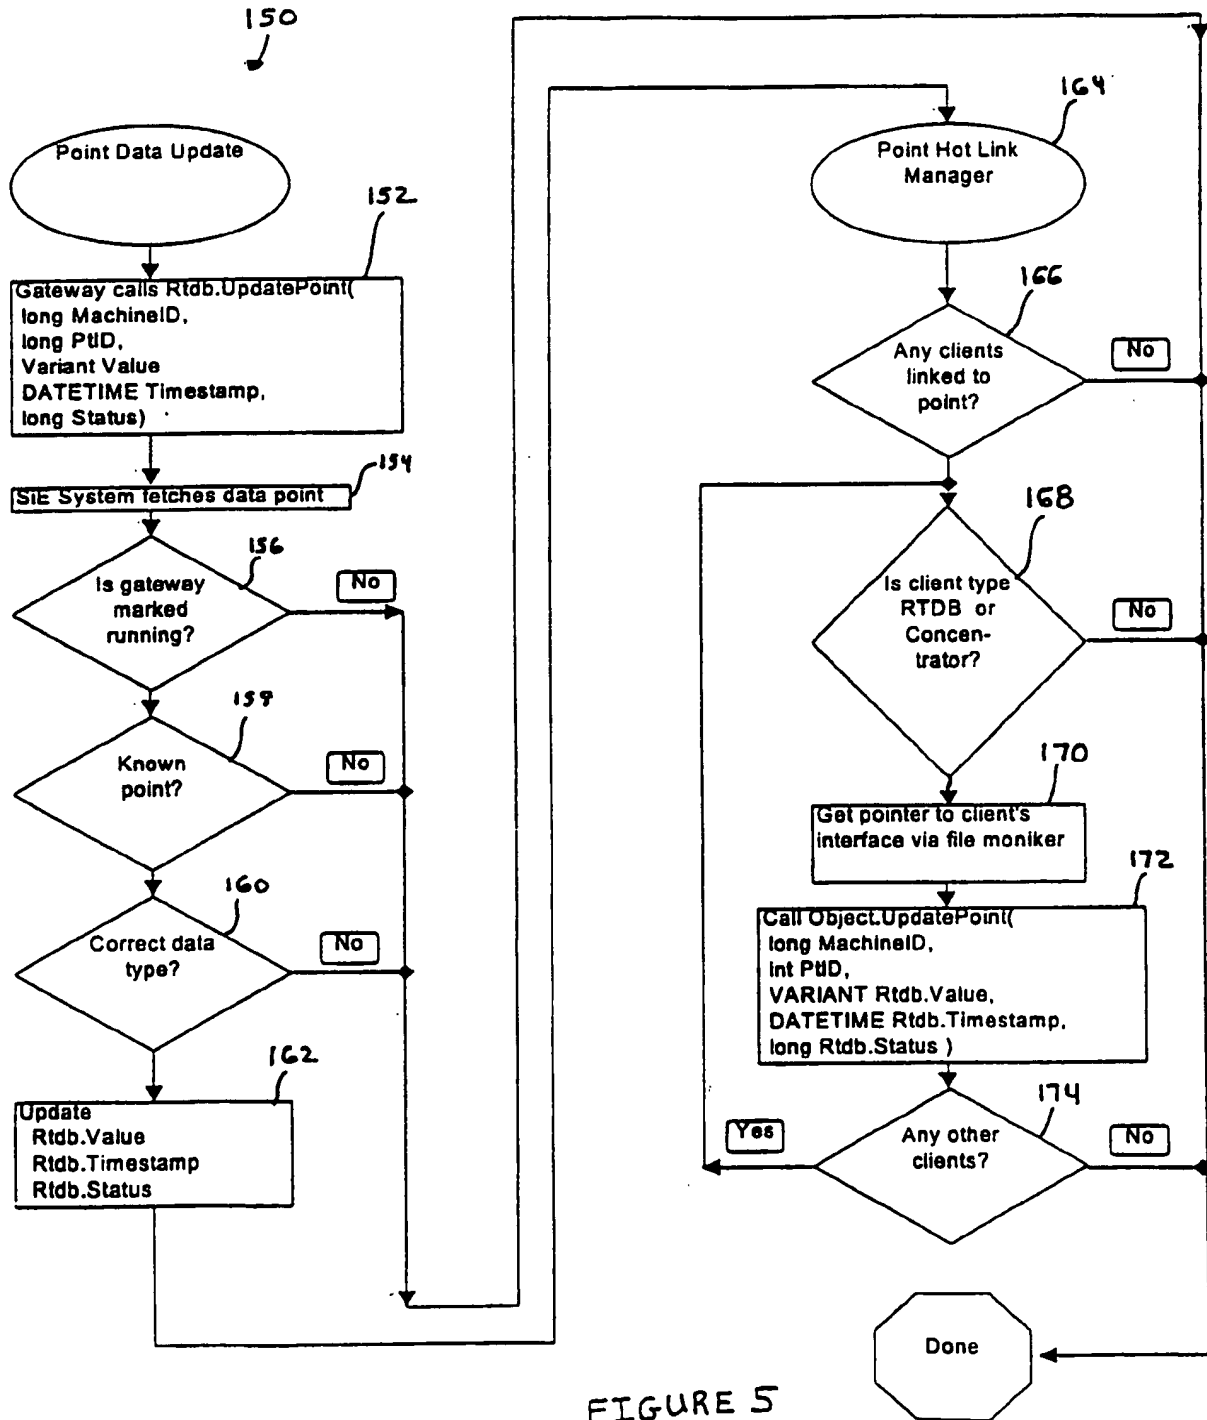 150
Point Data Update
152
Gateway calls Rtdb.UpdatePoint(
long MachineID,
long PtID,
Variant Value
DATETIME Timestamp,
long Status)
154
SIE System fetches data point
156
Is gateway
marked
running?
No
158
Known
point?
No
160
Correct data
type?
No
162
Update
Rtdb.Value
Rtdb.Timestamp
Rtdb.Status
164
Point Hot Link
Manager
166
Any clients
linked to
point?
No
168
Is client type
RTDB or
Concen-
trator?
No
170
Get pointer to client's
interface via file moniker
172
Call Object.UpdatePoint(
long MachineID,
int PtID,
VARIANT Rtdb.Value,
DATETIME Rtdb.Timestamp,
long Rtdb.Status )
174
Any other
clients?
Yes
No
Done
FIGURE 5